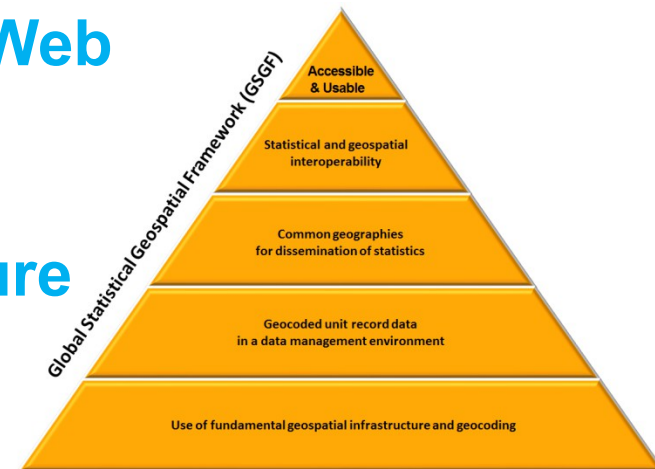 Web
ure
Global Statistical Geospatial Framework (GSGF)
Accessible
& Usable
Statistical and geospatial
interoperability
Common geographies
for dissemination of statistics
Geocoded unit record data
in a data management environment
Use of fundamental geospatial infrastructure and geocoding